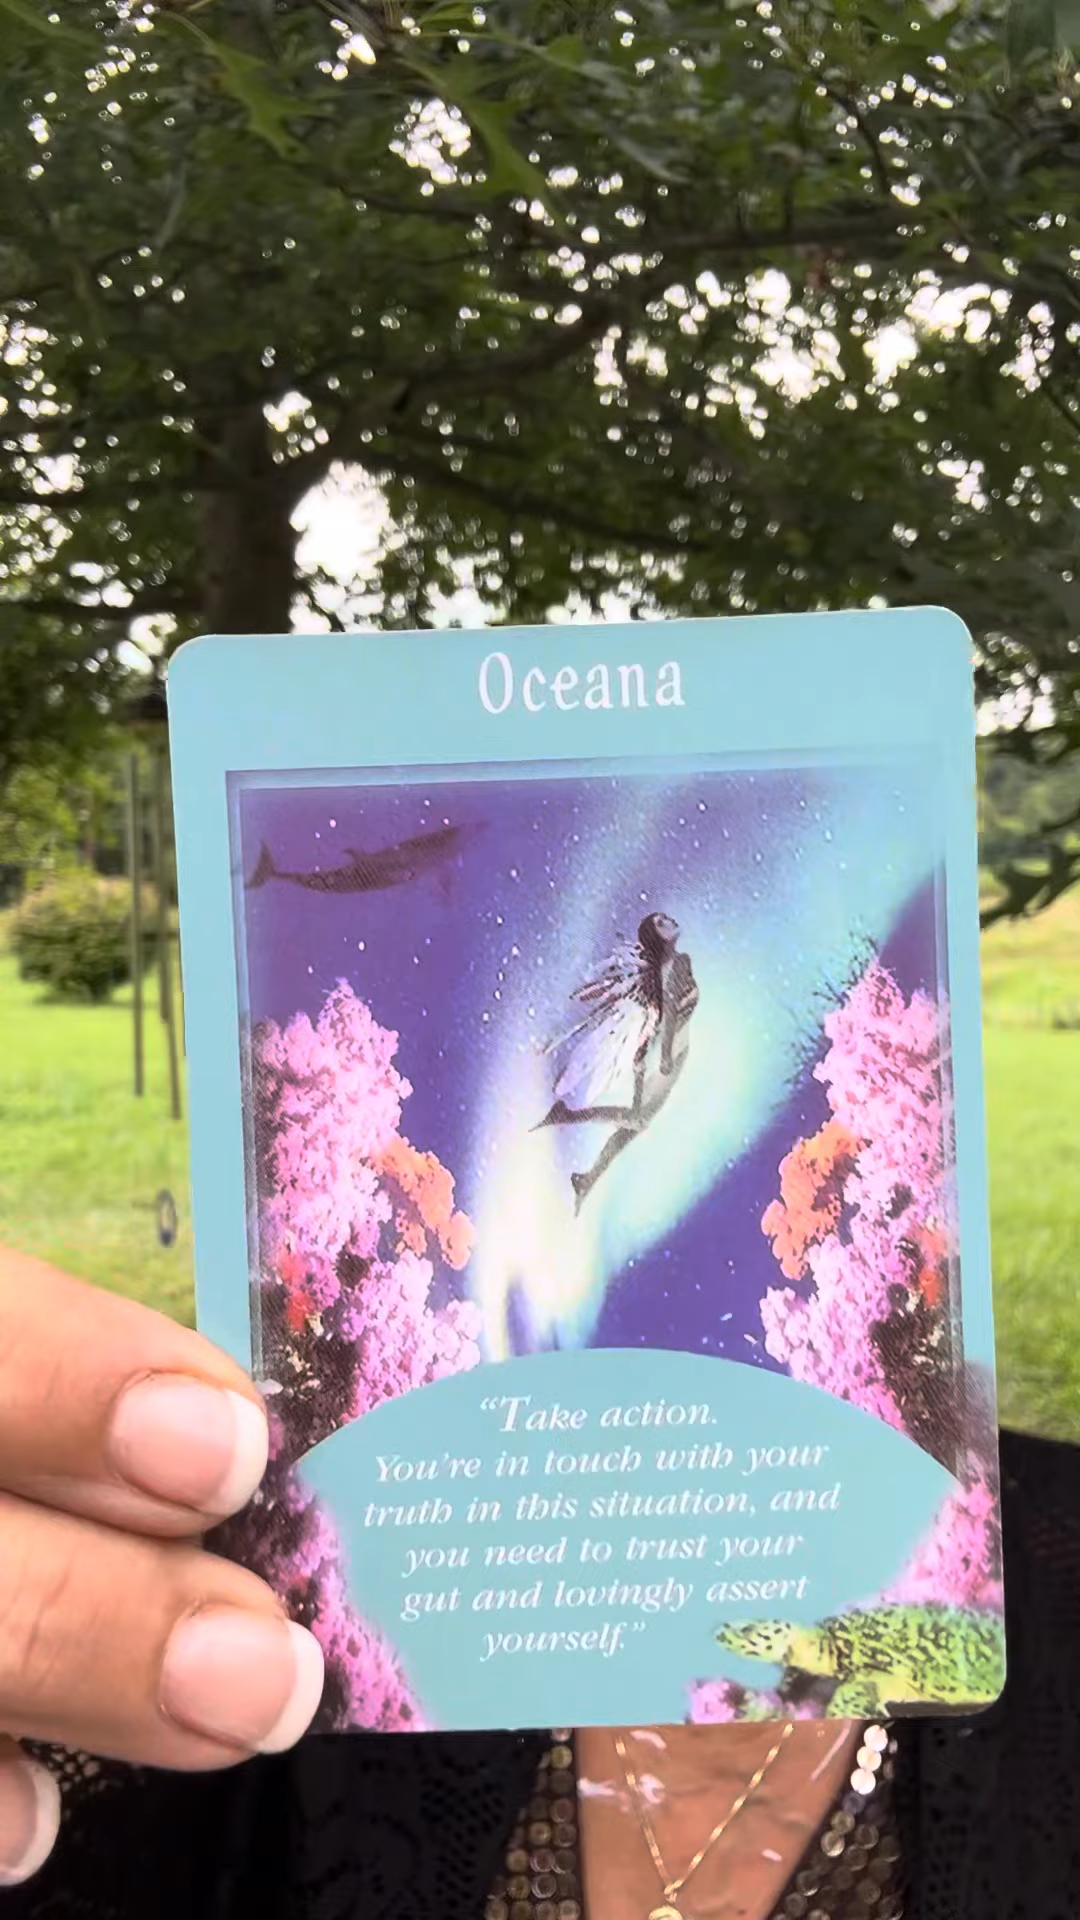 Oceana
“Take action.
You're in touch with your
truth in this situation, and
you need to trust your
gut and lovingly assert
yourself.”